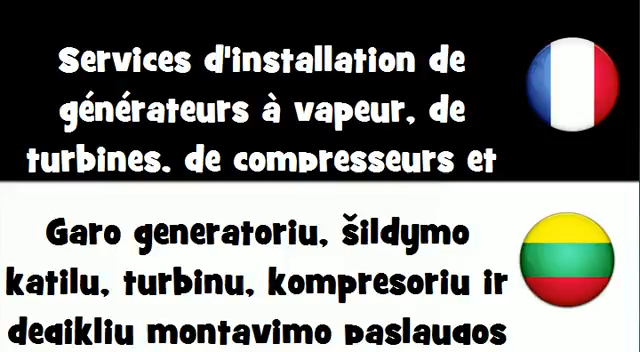 Services d'installation de
générateurs à vapeur, de
turbines, de compresseurs et
Garo generatoriu, šildymo
katilu, turbinu, kompresoriu ir
degikliu montavimo paslaugos